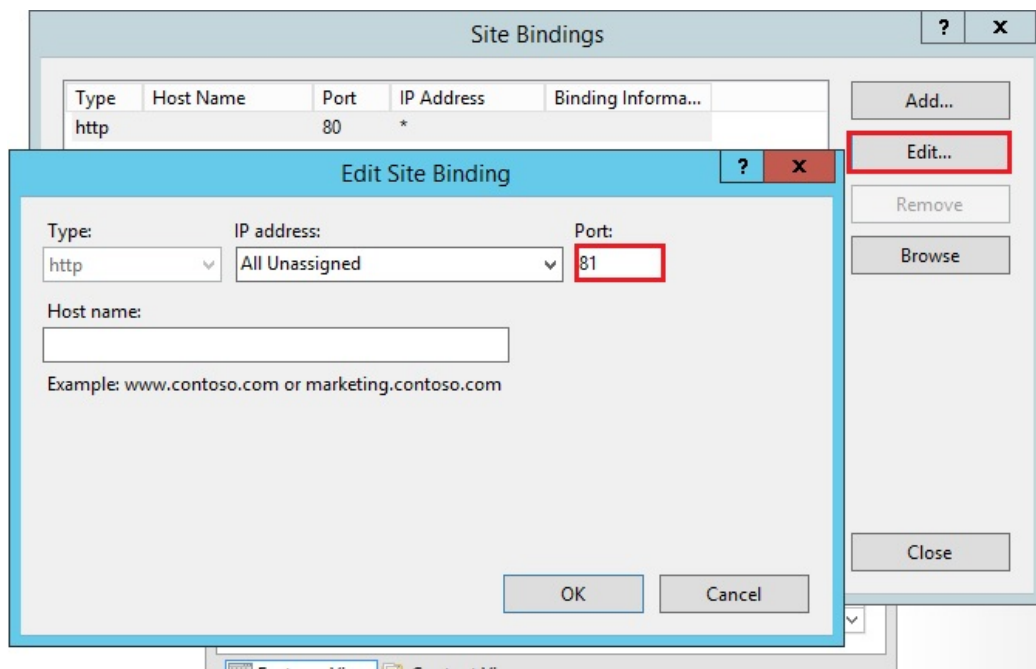 Site Bindings
? x
Type Host Name Port IP Address Binding Informa...
http 80 *
Add...
Edit...
Remove
Browse
Close
Edit Site Binding
? x
Type: IP address: Port:
http All Unassigned 81
Host name:
Example: www.contoso.com or marketing.contoso.com
OK Cancel